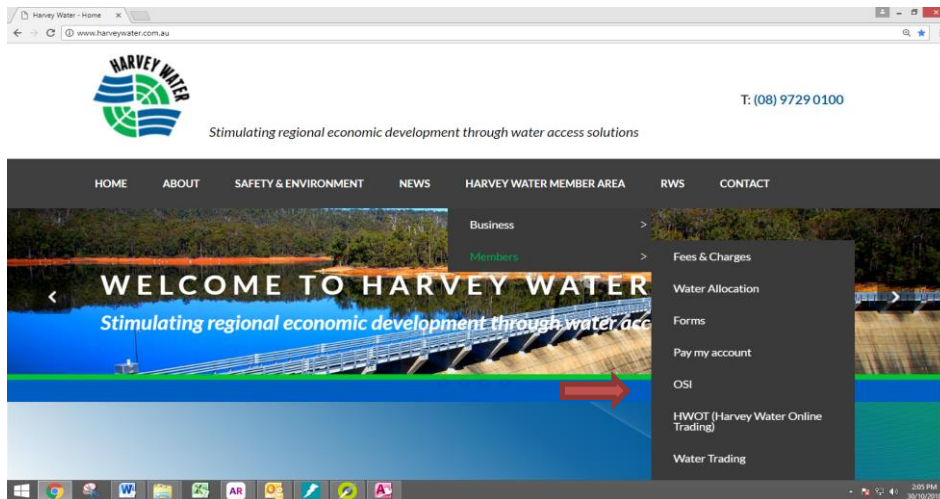 Harvey Water - Home
www.harveywater.com.au
HARVEY WATER
T: (08) 9729 0100
Stimulating regional economic development through water access solutions
HOME ABOUT SAFETY & ENVIRONMENT NEWS HARVEY WATER MEMBER AREA RWS CONTACT
Business >
Members >
Fees & Charges
WELCOME TO HARVEY WATER
Water Allocation
Stimulating regional economic development through water acc
Forms
Pay my account
OSI
HWOT (Harvey Water Online
Trading)
Water Trading
AR
2:05 PM